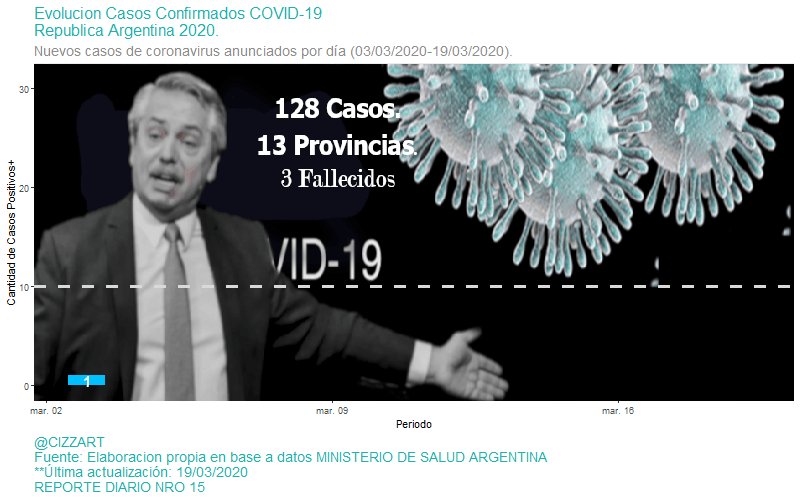 Evolucion Casos Confirmados COVID-19
Republica Argentina 2020.
Nuevos casos de coronavirus anunciados por día (03/03/2020-19/03/2020).
128 Casos.
13 Provincias.
3 Fallecidos
VID-19
Cantidad de Casos Positivos+
30
20
10
0
1
mar. 02
mar. 09
mar. 16
Periodo
@CIZZART
Fuente: Elaboracion propia en base a datos MINISTERIO DE SALUD ARGENTINA
**Última actualización: 19/03/2020
REPORTE DIARIO NRO 15